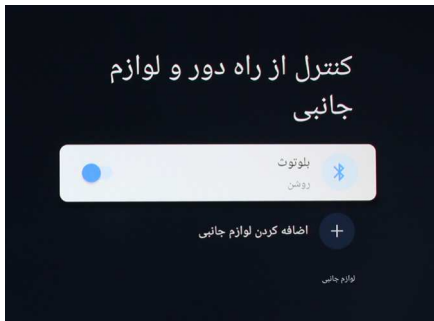 کنترل از راه دور و لوازم
جانبی
بلوتوث
روشن
اضافه کردن لوازم جانبی
لوازم جانبی